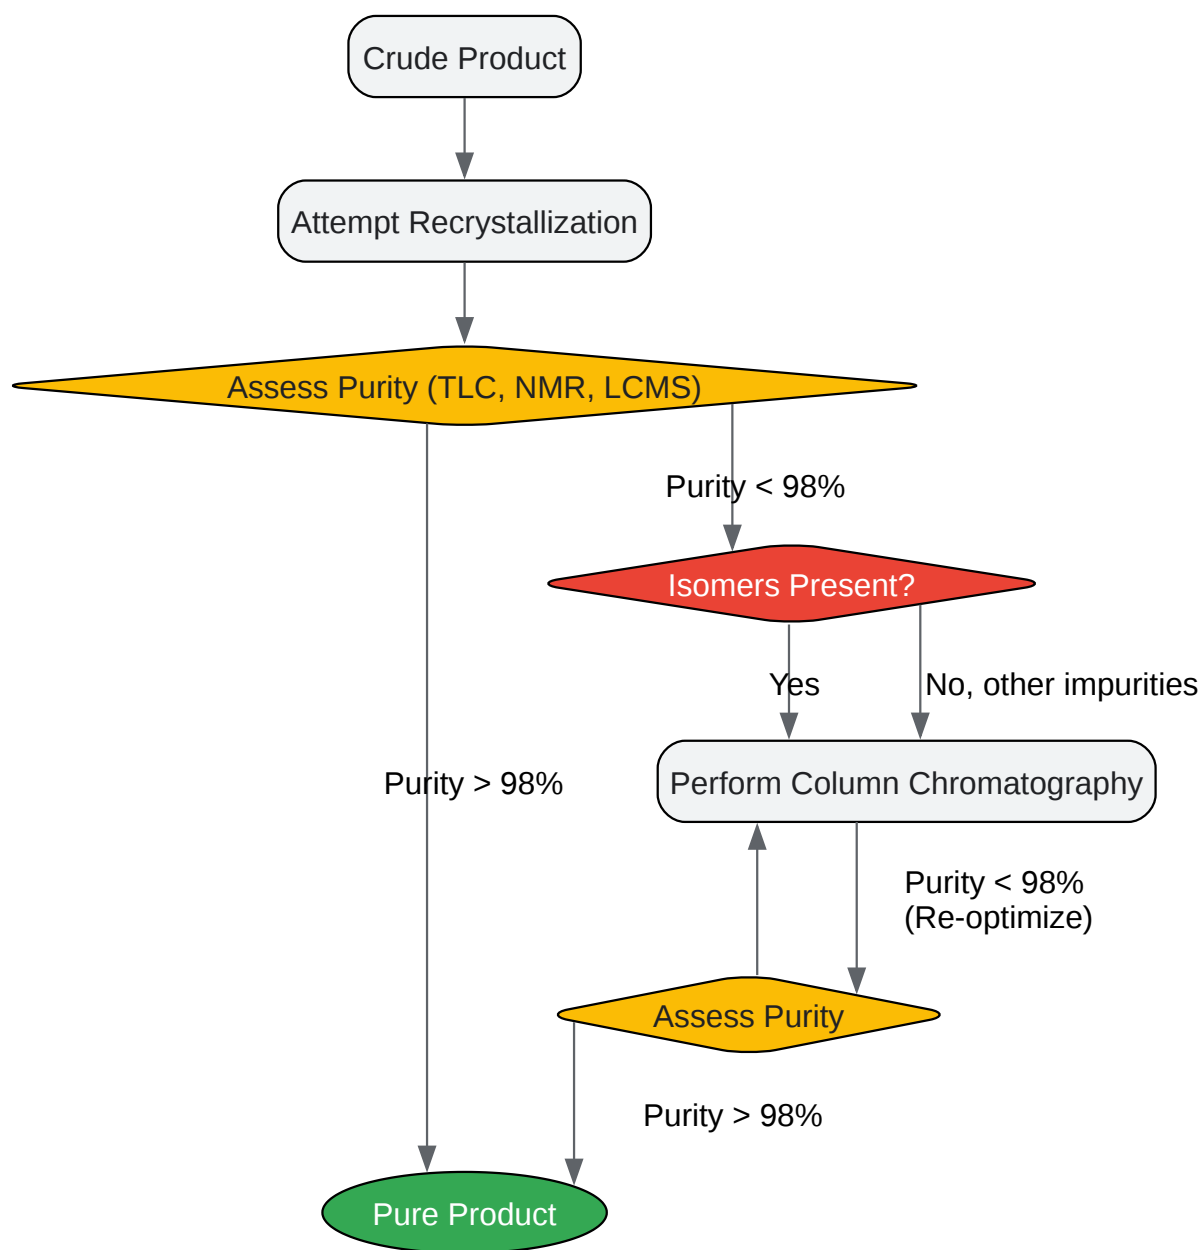 Crude Product
Attempt Recrystallization
Assess Purity (TLC, NMR, LCMS)
Purity < 98%
Isomers Present?
Yes
No, other impurities
Purity > 98%
Perform Column Chromatography
Purity < 98%
(Re-optimize)
Assess Purity
Purity > 98%
Pure Product